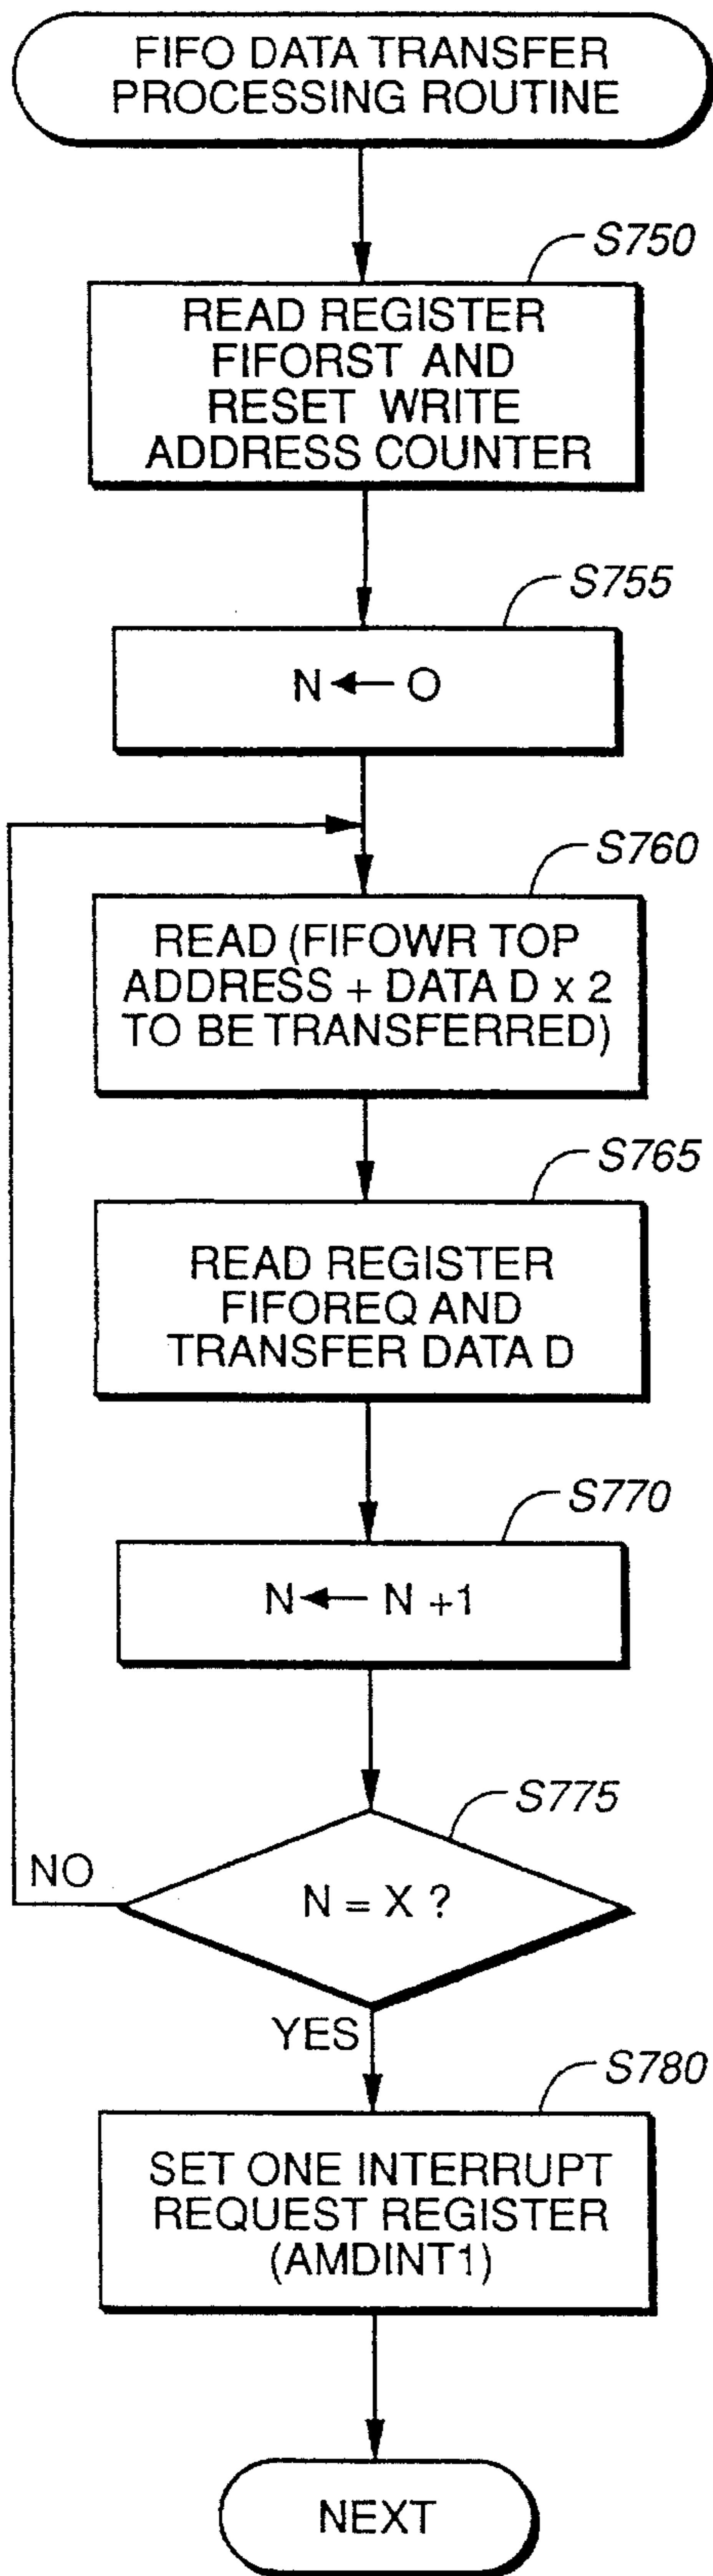 FIFO DATA TRANSFER
PROCESSING ROUTINE
S750
READ REGISTER
FIFORST AND
RESET WRITE
ADDRESS COUNTER
S755
N ← O
S760
READ (FIFOWR TOP
ADDRESS + DATA D x 2
TO BE TRANSFERRED)
S765
READ REGISTER
FIFOREQ AND
TRANSFER DATA D
S770
N ← N +1
S775
N = X ?
NO
YES
S780
SET ONE INTERRUPT
REQUEST REGISTER
(AMDINT1)
NEXT